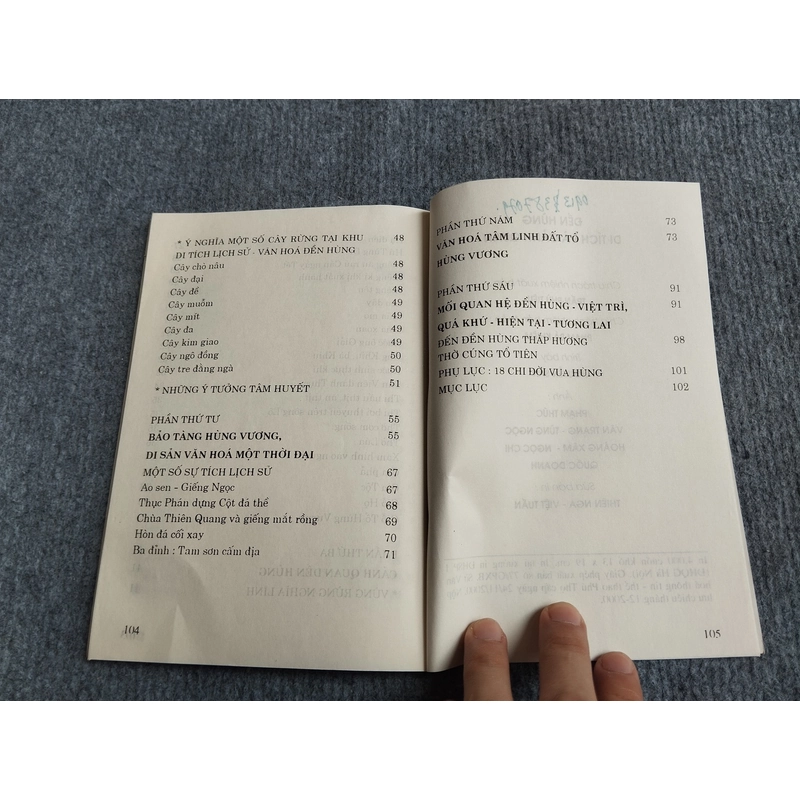 * Ý NGHĨA MỘT SỐ CÂY RỪNG TẠI KHU 48
DI TÍCH LỊCH SỬ - VĂN HOÁ ĐỀN HÙNG
Cây chò nâu 48
Cây đại 48
Cây đề 48
Cây muỗm 49
Cây mít 49
Cây đa 49
Cây kim giao 49
Cây ngô đồng 50
Cây tre đằng ngà 50
* NHỮNG Ý TƯỞNG TÂM HUYẾT 51
PHẦN THỨ TƯ 55
BẢO TÀNG HÙNG VƯƠNG, 55
DI SẢN VĂN HOÁ MỘT THỜI ĐẠI
MỘT SỐ SỰ TÍCH LỊCH SỬ 67
Ao sen - Giếng Ngọc 67
Thục Phán dựng Cột đá thề 68
Chùa Thiên Quang và giếng mắt rồng 69
Hòn đá cối xay 70
Ba đỉnh : Tam sơn cấm địa 71
104
PHẦN THỨ NĂM 73
VĂN HOÁ TÂM LINH ĐẤT TỔ 73
HÙNG VƯƠNG
PHẦN THỨ SÁU 91
MỐI QUAN HỆ ĐỀN HÙNG - VIỆT TRÌ, 91
QUÁ KHỨ - HIỆN TẠI - TƯƠNG LAI
ĐẾN ĐỀN HÙNG THẮP HƯƠNG 98
THỜ CÚNG TỔ TIÊN
PHỤ LỤC : 18 CHI ĐỜI VUA HÙNG 101
MỤC LỤC 102
105